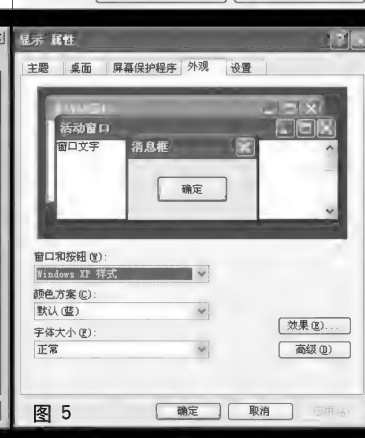 显示 属性
主题 桌面 屏幕保护程序 外观 设置
活动窗口
窗口文字 消息框
确定
窗口和按钮(W):
Windows XP 样式
颜色方案(C):
默认(蓝)
字体大小(F):
正常
效果(E)...
高级(D)
图 5
确定 取消 应用(A)